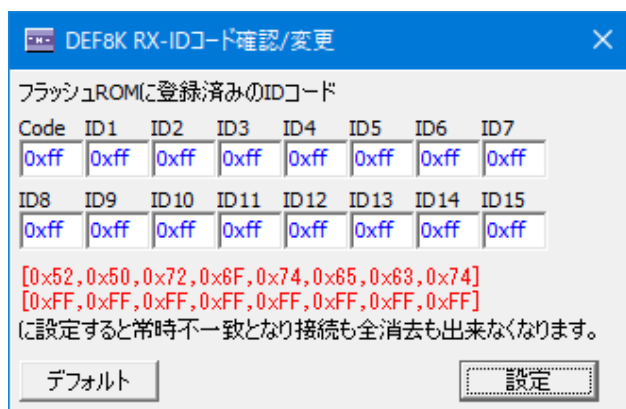 DEF8K RX-IDコード確認/変更
フラッシュROMに登録済みのIDコード
Code ID1 ID2 ID3 ID4 ID5 ID6 ID7
0xff 0xff 0xff 0xff 0xff 0xff 0xff 0xff
ID8 ID9 ID10 ID11 ID12 ID13 ID14 ID15
0xff 0xff 0xff 0xff 0xff 0xff 0xff 0xff
[0x52,0x50,0x72,0x6F,0x74,0x65,0x63,0x74]
[0xFF,0xFF,0xFF,0xFF,0xFF,0xFF,0xFF,0xFF]
に設定すると常時不一致となり接続も全消去も出来なくなります。
デフォルト 設定